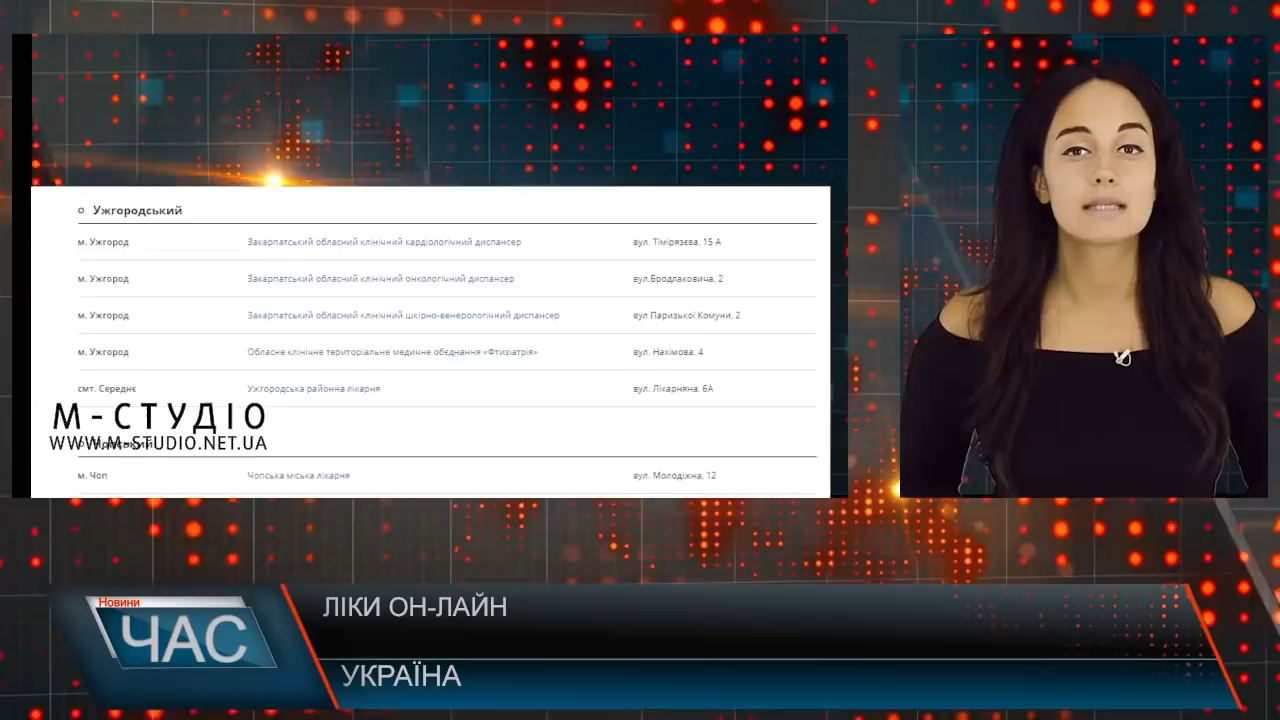 Ужгородський
м. Ужгород Закарпатський обласний клінічний кардіологічний диспансер вул. Тімірязєва, 15 А
м. Ужгород Закарпатський обласний клінічний онкологічний диспансер вул.Бродлаковича, 2
м. Ужгород Закарпатський обласний клінічний шкірно-венерологічний диспансер вул Паризької Комуни, 2
м. Ужгород Обласне клінічне територіальне медичне обєднання «Фтизіатрія» вул. Нахімова, 4
смт. Середнє Ужгородська районна лікарня вул. Лікарняна, 6А
М-СТУДІО
WWW.M-STUDIO.NET.UA
м. Чоп Чопська міська лікарня вул. Молодіжна, 12
Новини
ЧАС
ЛІКИ ОН-ЛАЙН
УКРАЇНА